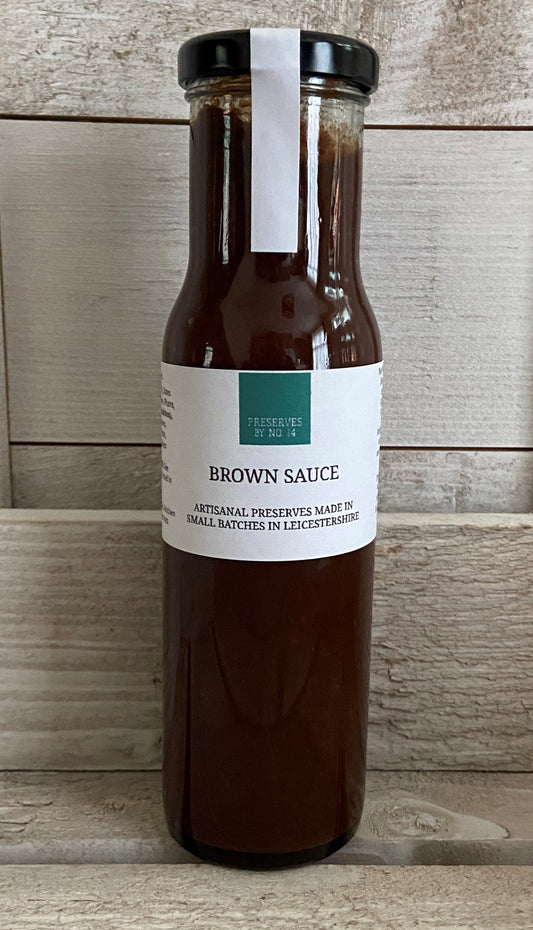 PRESERVES
BY NO 14
BROWN SAUCE
ARTISANAL PRESERVES MADE IN
SMALL BATCHES IN LEICESTERSHIRE